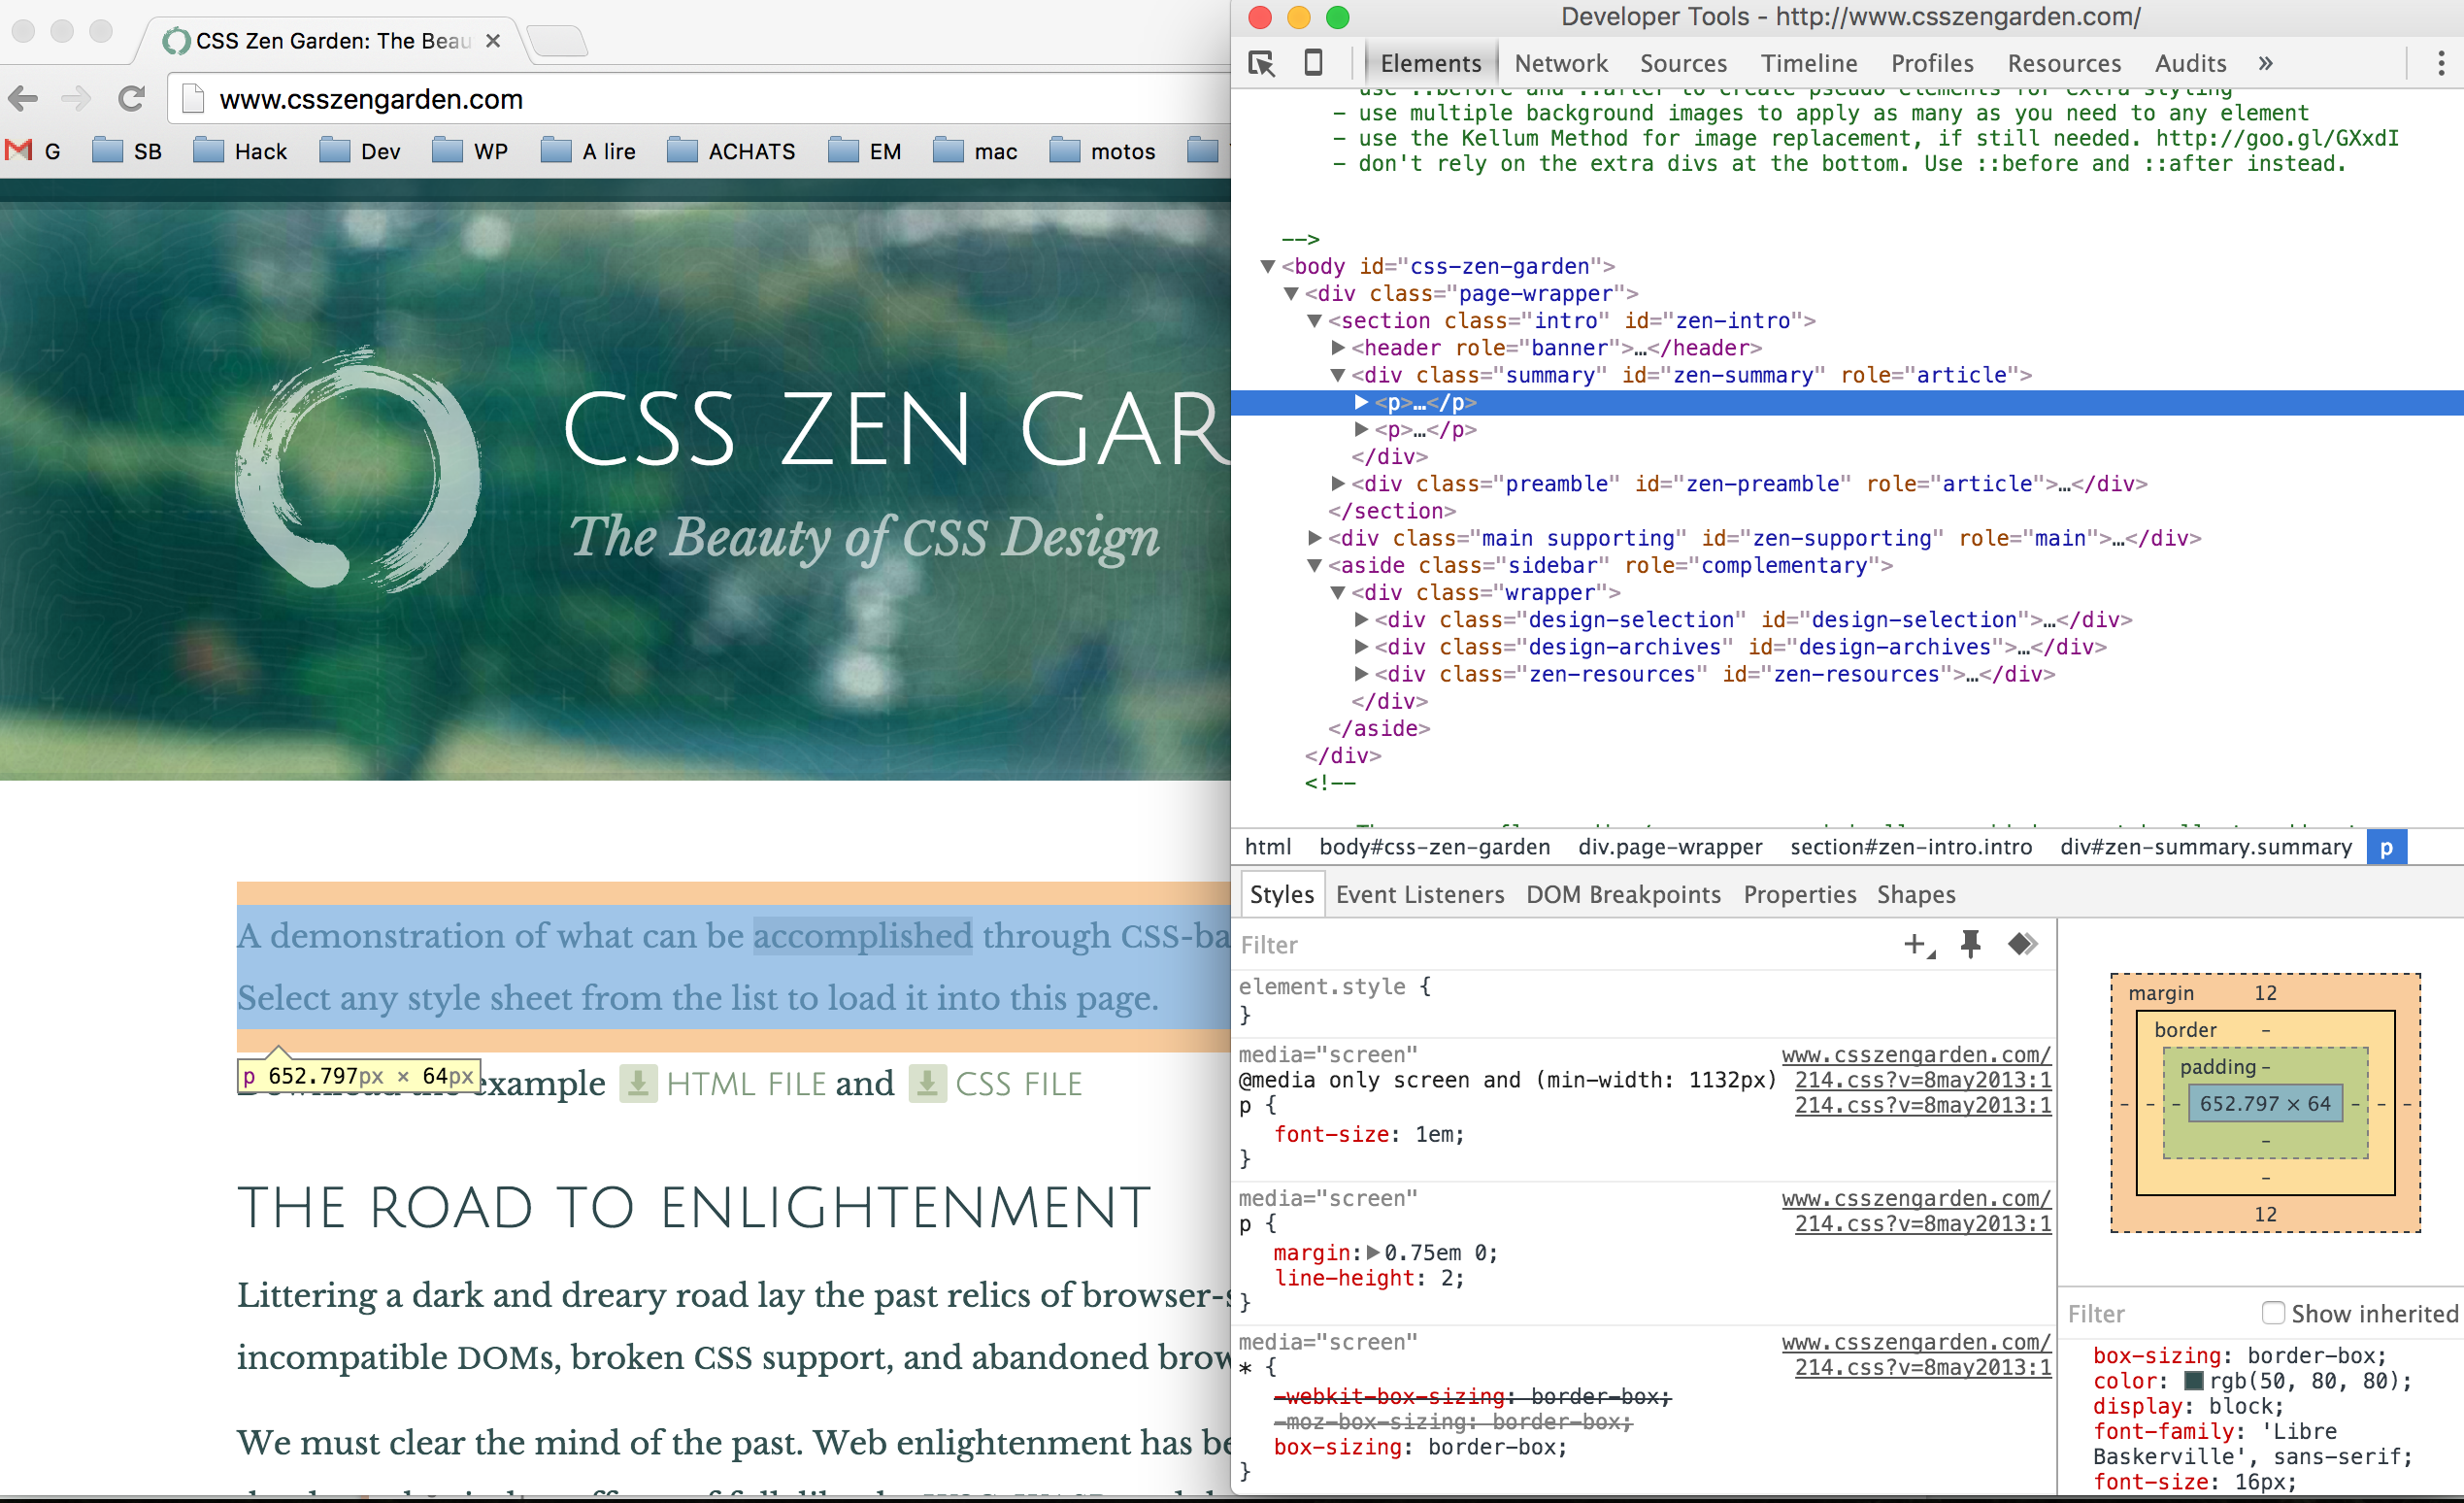 CSS Zen Garden: The Beau
www.csszengarden.com
G SB Hack Dev WP A lire ACHATS EM mac motos
CSS ZEN GAR
The Beauty of CSS Design
A demonstration of what can be accomplished through CSS-ba
Select any style sheet from the list to load it into this page.
p 652.797px × 64px
example HTML FILE and CSS FILE
THE ROAD TO ENLIGHTENMENT
Littering a dark and dreary road lay the past relics of browser-s
incompatible DOMs, broken CSS support, and abandoned brow
We must clear the mind of the past. Web enlightenment has be
Developer Tools - http://www.csszengarden.com/
Elements Network Sources Timeline Profiles Resources Audits »
use ::before and ::after to create pseudo elements for extra styling
- use multiple background images to apply as many as you need to any element
- use the Kellum Method for image replacement, if still needed. http://goo.gl/GXxdI
- don't rely on the extra divs at the bottom. Use ::before and ::after instead.
-->
▼<body id="css-zen-garden">
▼<div class="page-wrapper">
▼<section class="intro" id="zen-intro">
▶<header role="banner">…</header>
▼<div class="summary" id="zen-summary" role="article">
▶<p>…</p>
▶<p>…</p>
</div>
▶<div class="preamble" id="zen-preamble" role="article">…</div>
</section>
▶<div class="main supporting" id="zen-supporting" role="main">…</div>
▼<aside class="sidebar" role="complementary">
▼<div class="wrapper">
▶<div class="design-selection" id="design-selection">…</div>
▶<div class="design-archives" id="design-archives">…</div>
▶<div class="zen-resources" id="zen-resources">…</div>
</div>
</aside>
</div>
<!--
html body#css-zen-garden div.page-wrapper section#zen-intro.intro div#zen-summary.summary p
Styles Event Listeners DOM Breakpoints Properties Shapes
Filter
element.style {
}
media="screen" www.csszengarden.com/
@media only screen and (min-width: 1132px) 214.css?v=8may2013:1
p { 214.css?v=8may2013:1
font-size: 1em;
}
media="screen" www.csszengarden.com/
p { 214.css?v=8may2013:1
margin:▶0.75em 0;
line-height: 2;
}
media="screen" www.csszengarden.com/
* { 214.css?v=8may2013:1
-webkit-box-sizing: border-box;
-moz-box-sizing: border-box;
box-sizing: border-box;
}
margin 12
border -
padding -
- - - 652.797 × 64 - - -
-
-
12
Filter Show inherited
box-sizing: border-box;
color: rgb(50, 80, 80);
display: block;
font-family: 'Libre
Baskerville', sans-serif;
font-size: 16px;